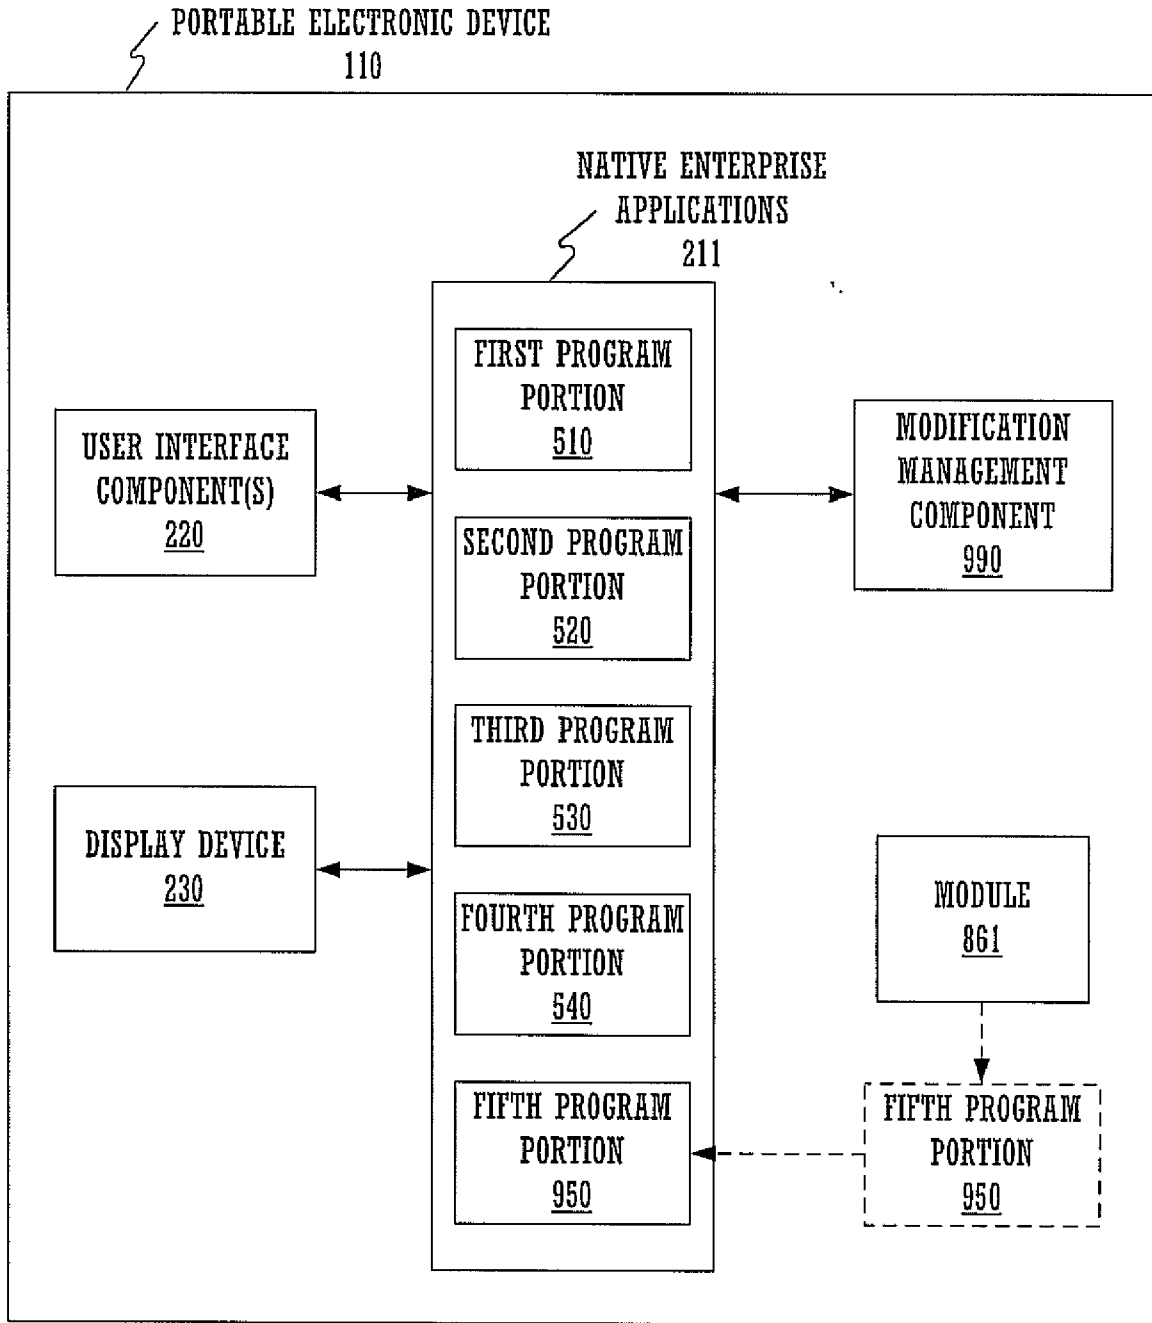 PORTABLE ELECTRONIC DEVICE
110
NATIVE ENTERPRISE
APPLICATIONS
211
FIRST PROGRAM
PORTION
510
USER INTERFACE
COMPONENT(S)
220
MODIFICATION
MANAGEMENT
COMPONENT
990
SECOND PROGRAM
PORTION
520
THIRD PROGRAM
PORTION
530
DISPLAY DEVICE
230
MODULE
861
FOURTH PROGRAM
PORTION
540
FIFTH PROGRAM
PORTION
950
FIFTH PROGRAM
PORTION
950